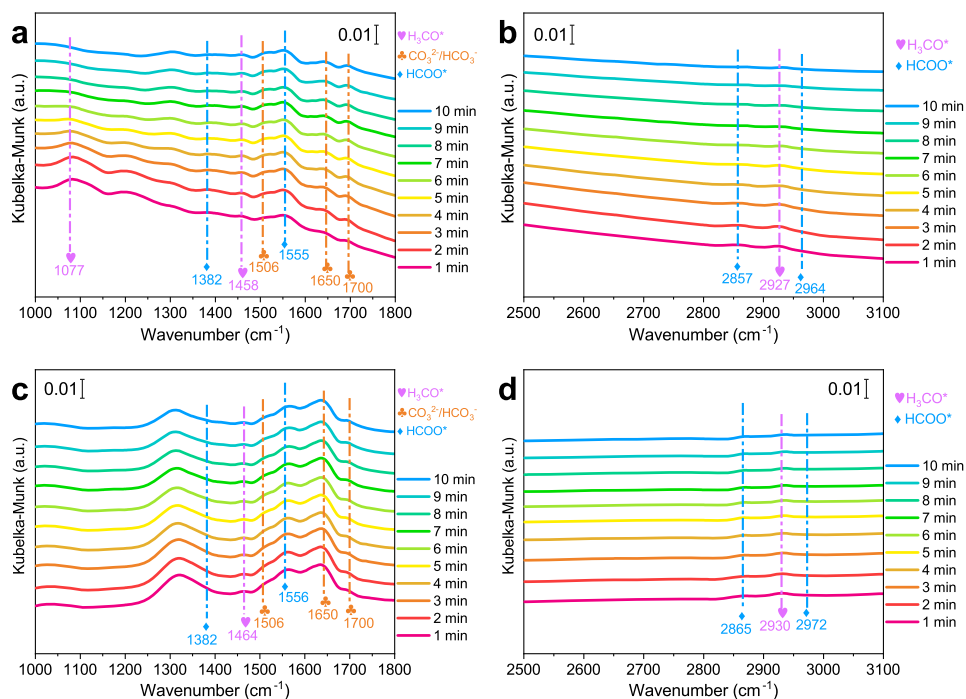 a
0.01
♥H₃CO*
♣CO₃²⁻/HCO₃⁻
♦HCOO*
10 min
9 min
8 min
7 min
6 min
5 min
4 min
3 min
2 min
1 min
1077
1382
1458
1506
1555
1650
1700
1000 1100 1200 1300 1400 1500 1600 1700 1800
Wavenumber (cm⁻¹)
Kubelka-Munk (a.u.)
b
0.01
♥H₃CO*
♦HCOO*
10 min
9 min
8 min
7 min
6 min
5 min
4 min
3 min
2 min
1 min
2857
2927
2964
2500 2600 2700 2800 2900 3000 3100
Wavenumber (cm⁻¹)
Kubelka-Munk (a.u.)
c
0.01
♥H₃CO*
♣CO₃²⁻/HCO₃⁻
♦HCOO*
10 min
9 min
8 min
7 min
6 min
5 min
4 min
3 min
2 min
1 min
1382
1464
1506
1556
1650
1700
1000 1100 1200 1300 1400 1500 1600 1700 1800
Wavenumber (cm⁻¹)
Kubelka-Munk (a.u.)
d
0.01
♥H₃CO*
♦HCOO*
10 min
9 min
8 min
7 min
6 min
5 min
4 min
3 min
2 min
1 min
2865
2930
2972
2500 2600 2700 2800 2900 3000 3100
Wavenumber (cm⁻¹)
Kubelka-Munk (a.u.)